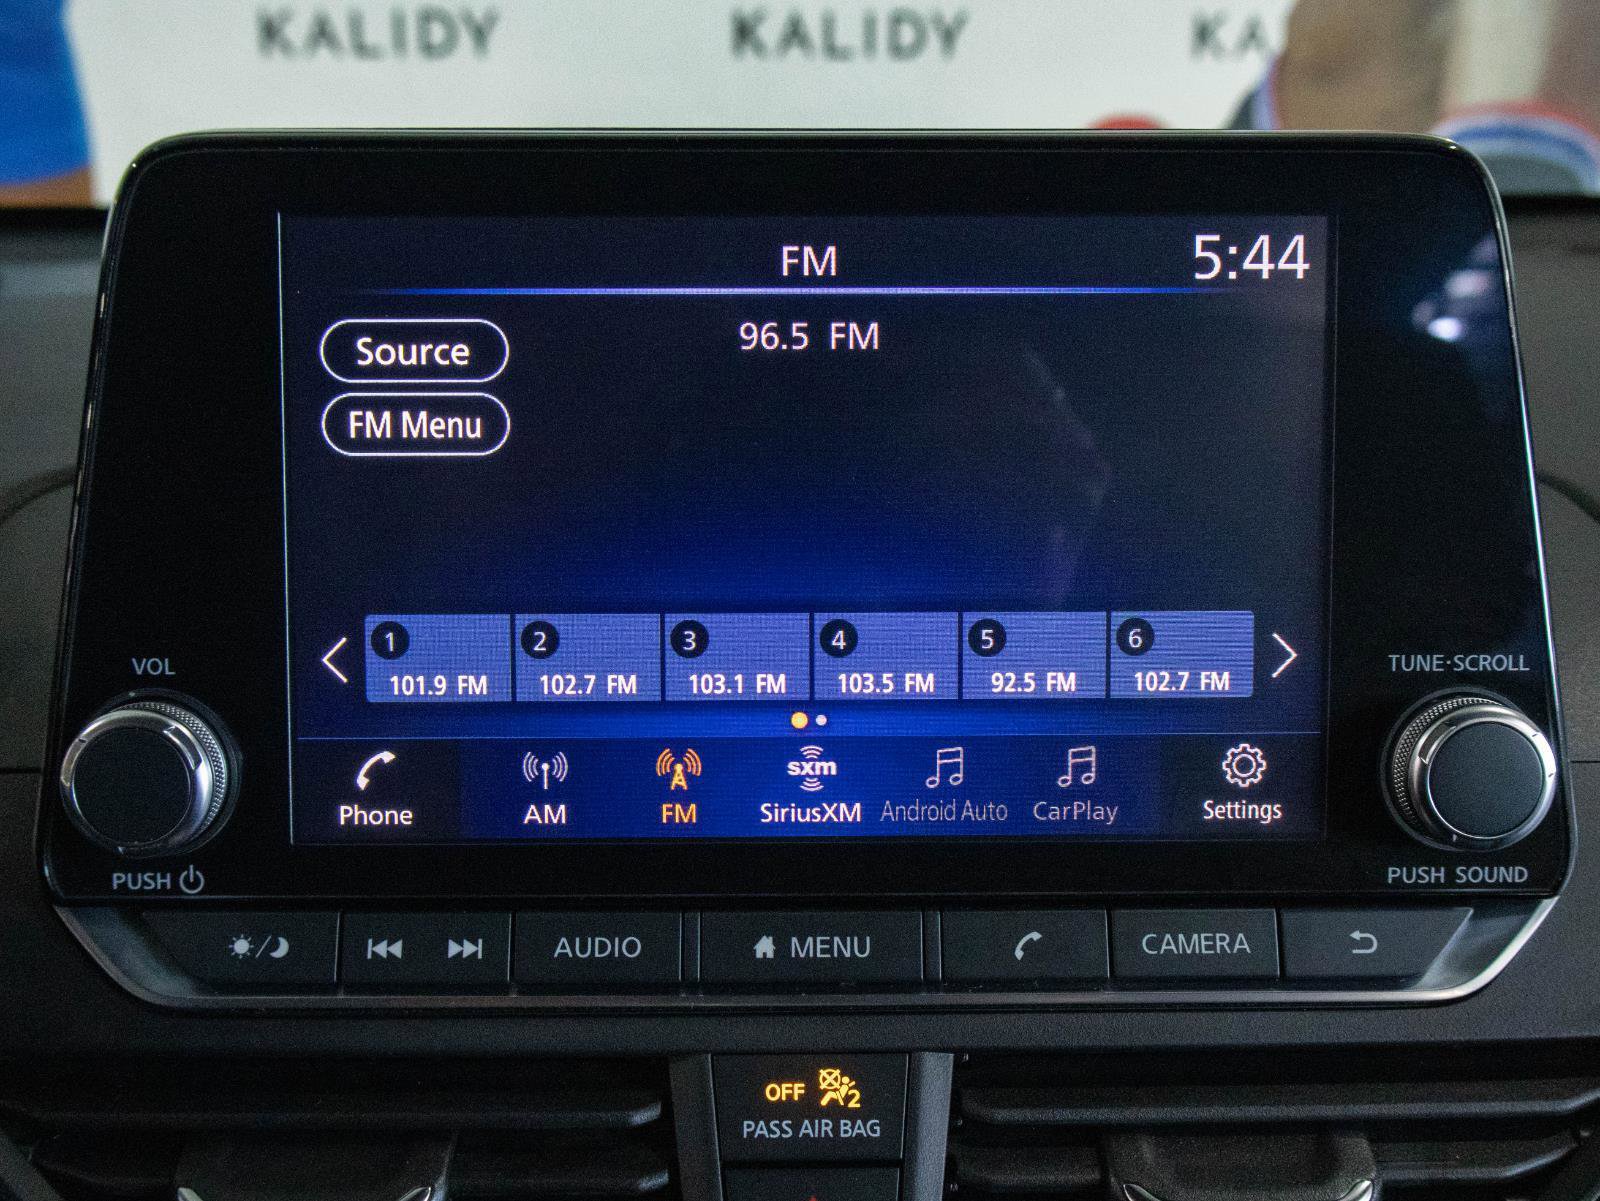 KALIDY KALIDY KA
FM 5:44
96.5 FM
Source
FM Menu
1 2 3 4 5 6
101.9 FM 102.7 FM 103.1 FM 103.5 FM 92.5 FM 102.7 FM
VOL
TUNE·SCROLL
sxm
Phone AM FM SiriusXM Android Auto CarPlay Settings
PUSH
PUSH SOUND
AUDIO MENU CAMERA
OFF 2
PASS AIR BAG